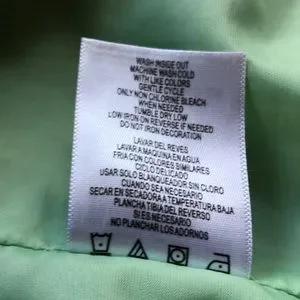 WASH INSIDE OUT
MACHINE WASH COLD
WITH LIKE COLORS
GENTLE CYCLE
ONLY NON CHLORINE BLEACH
WHEN NEEDED
TUMBLE DRY LOW
LOW IRON ON REVERSE IF NEEDED
DO NOT IRON DECORATION
LAVAR DEL REVES
LAVAR A MAQUINA EN AGUA
FRIA CON COLORES SIMILARES
CICLO DELICADO
USAR SOLO BLANQUEADOR SIN CLORO
CUANDO SEA NECESARIO
SECAR EN SECADORA A TEMPERATURA BAJA
PLANCHA TIBIA DEL REVERSO
SI ES NECESARIO
NO PLANCHAR LOS ADORNOS